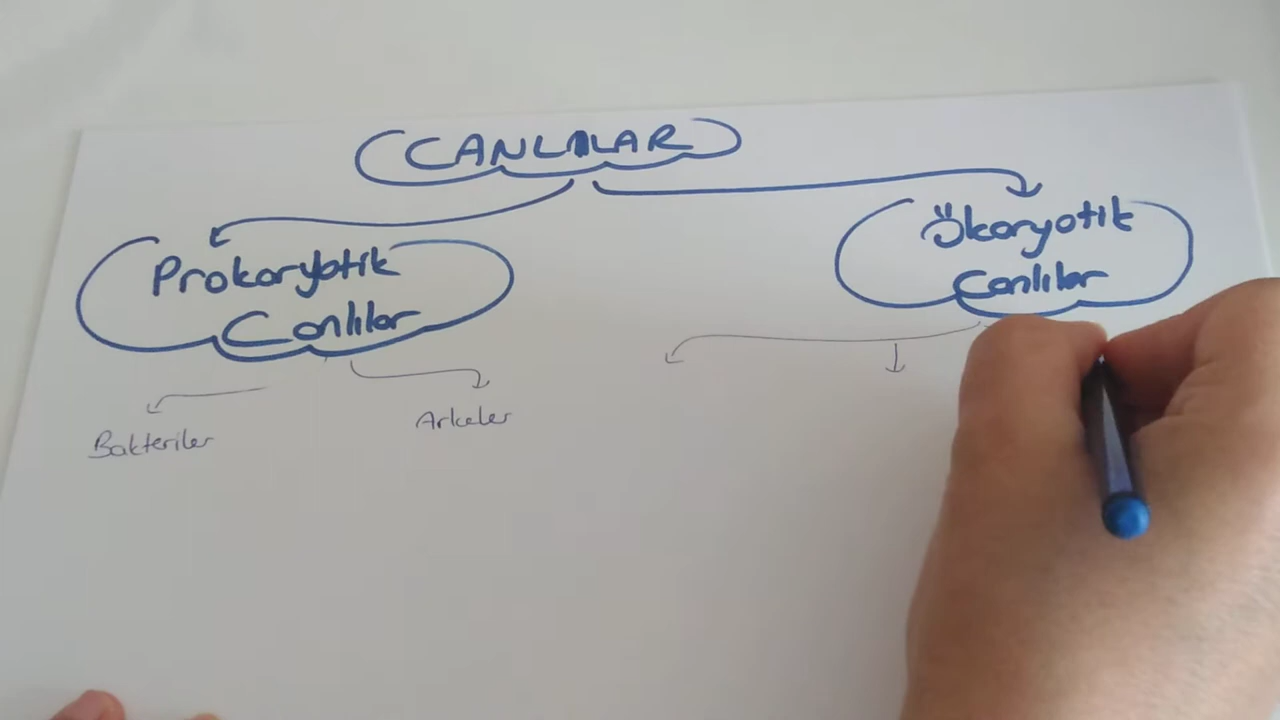 CANLILAR
Prokaryotik
Canlılar
Ökaryotik
Canlılar
Bakteriler
Arkeler